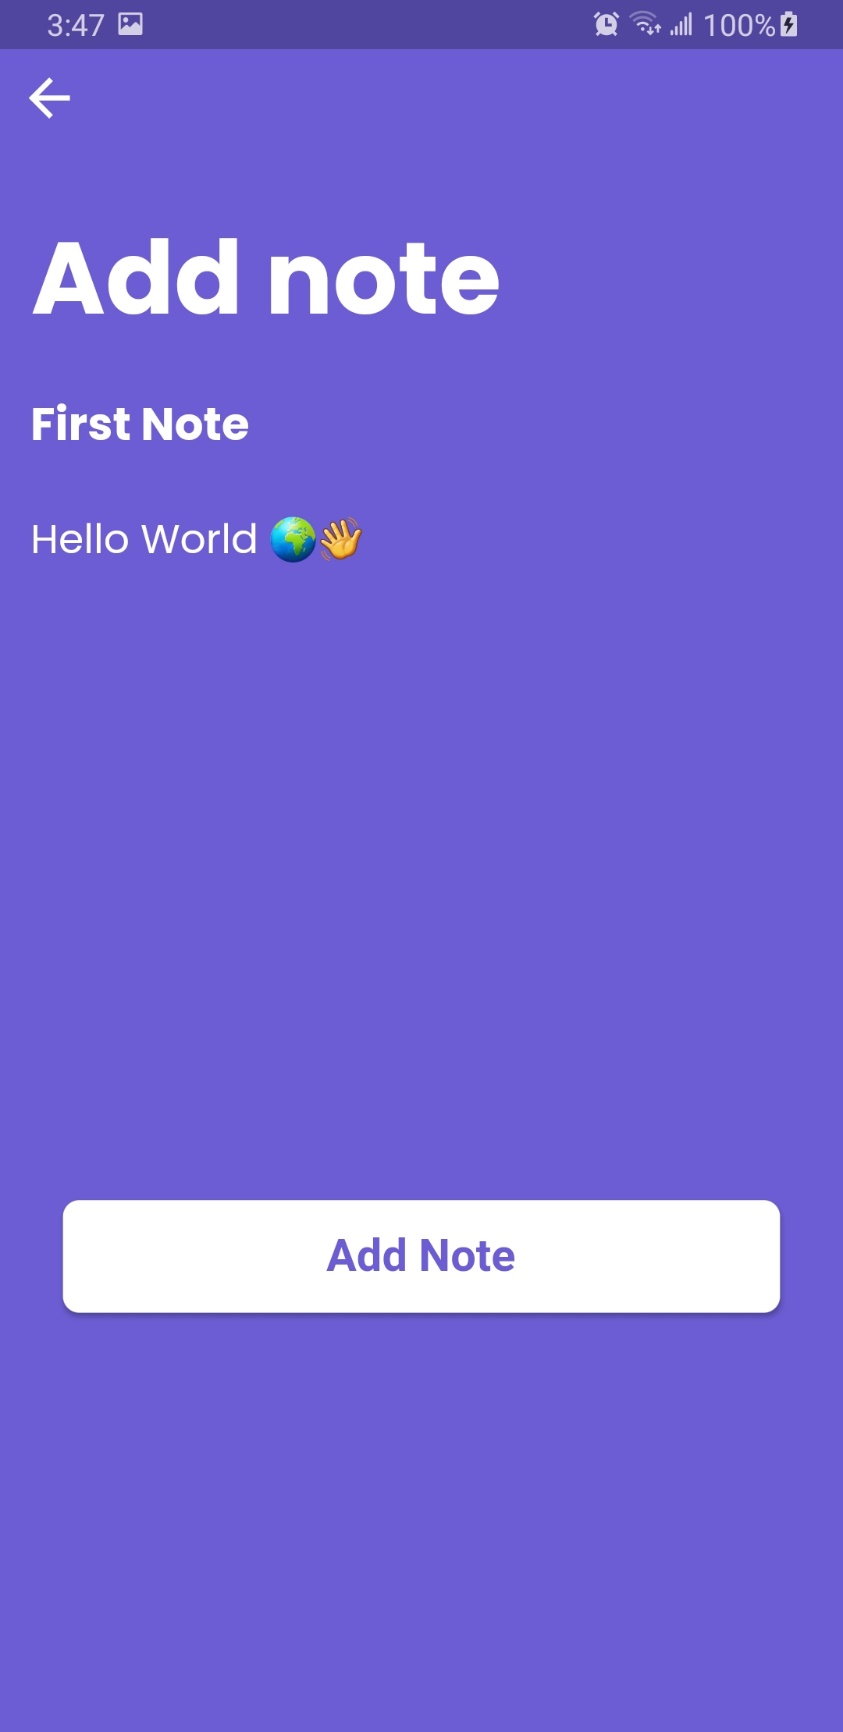 3:47 100%
Add note
First Note
Hello World 🌍👋
Add Note